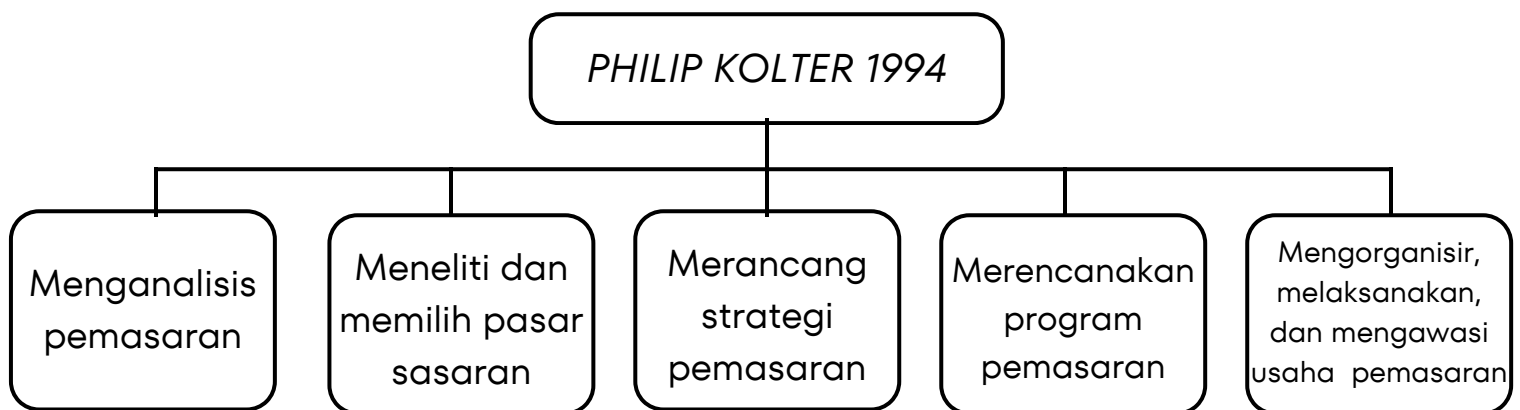 PHILIP KOLTER 1994
Menganalisis
pemasaran
Meneliti dan
memilih pasar
sasaran
Merancang
strategi
pemasaran
Merencanakan
program
pemasaran
Mengorganisir,
melaksanakan,
dan mengawasi
usaha pemasaran